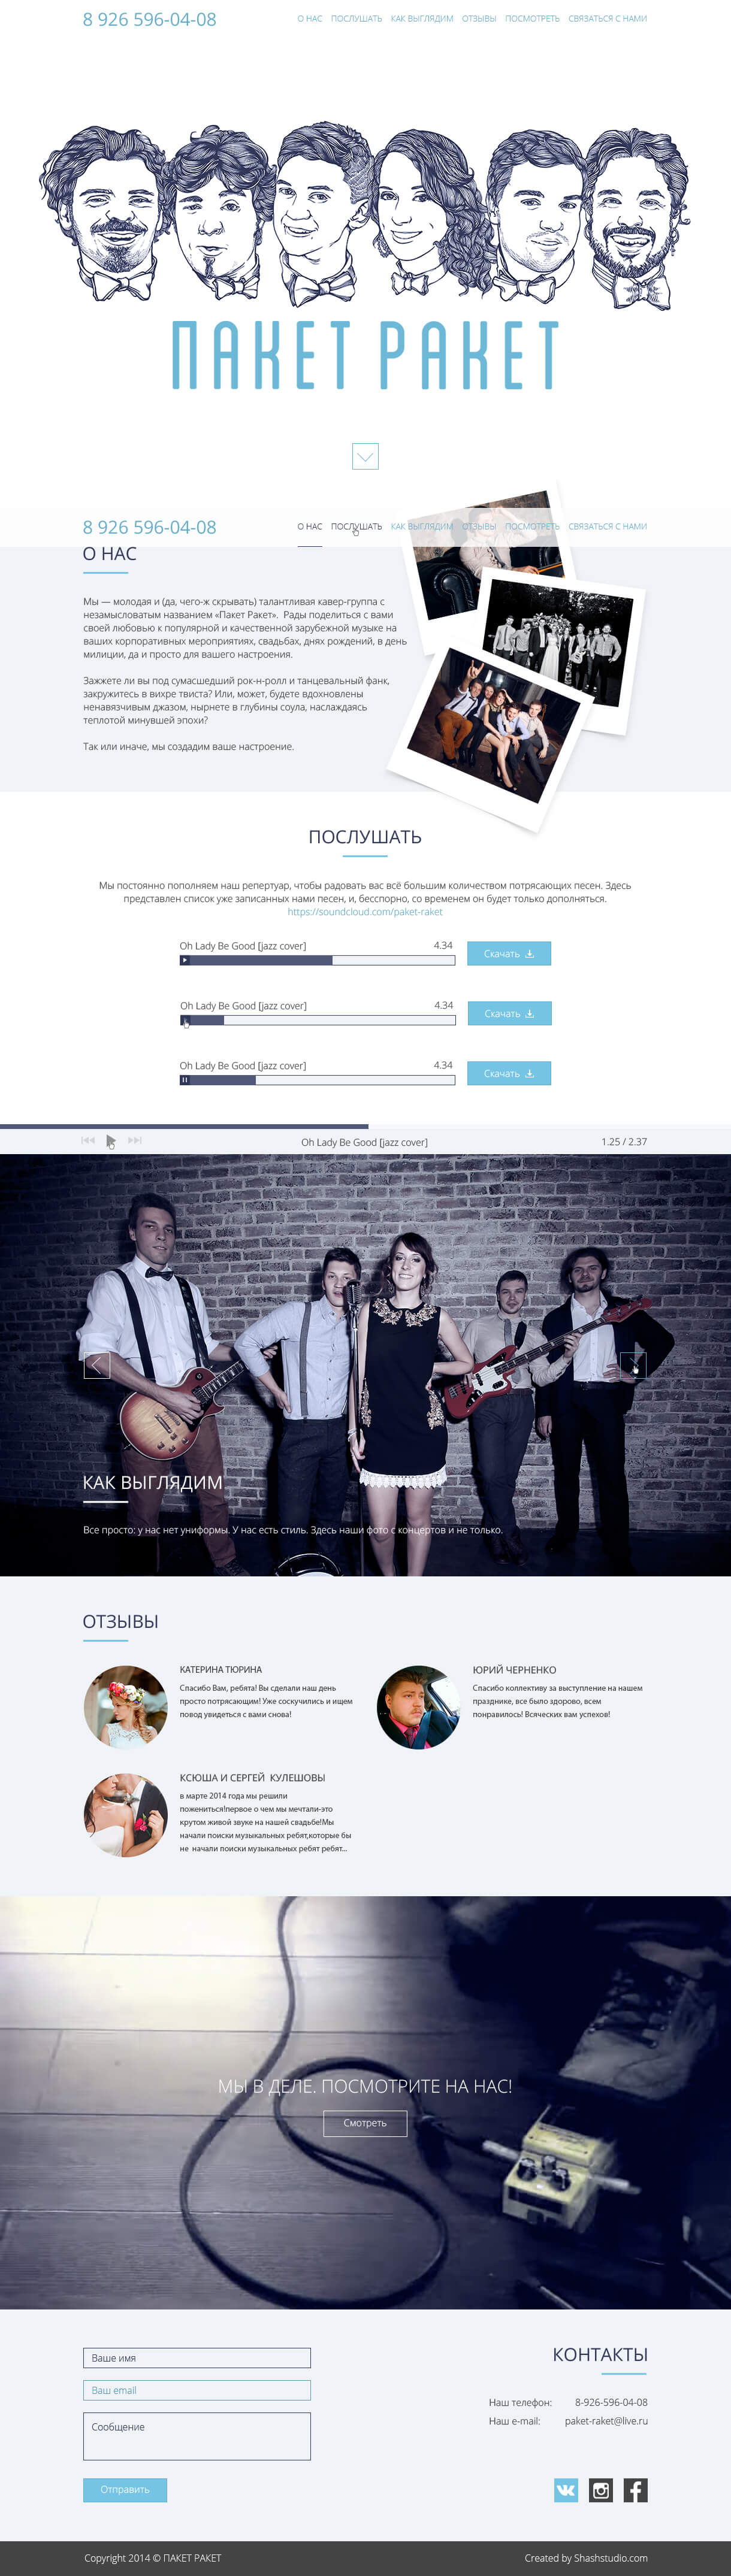 8 926 596-04-08
О НАС ПОСЛУШАТЬ КАК ВЫГЛЯДИМ ОТЗЫВЫ ПОСМОТРЕТЬ СВЯЗАТЬСЯ С НАМИ
ПАКЕТ РАКЕТ
8 926 596-04-08
О НАС ПОСЛУШАТЬ КАК ВЫГЛЯДИМ ОТЗЫВЫ ПОСМОТРЕТЬ СВЯЗАТЬСЯ С НАМИ
О НАС
Мы — молодая и (да, чего-ж скрывать) талантливая кавер-группа с
незамысловатым названием «Пакет Ракет». Рады поделиться с вами
своей любовью к популярной и качественной зарубежной музыке на
ваших корпоративных мероприятиях, свадьбах, днях рождений, в день
милиции, да и просто для вашего настроения.
Зажжете ли вы под сумасшедший рок-н-ролл и танцевальный фанк,
закружитесь в вихре твиста? Или, может, будете вдохновлены
ненавязчивым джазом, нырнете в глубины соула, наслаждаясь
теплотой минувшей эпохи?
Так или иначе, мы создадим ваше настроение.
ПОСЛУШАТЬ
Мы постоянно пополняем наш репертуар, чтобы радовать вас всё большим количеством потрясающих песен. Здесь
представлен список уже записанных нами песен, и, бесспорно, со временем он будет только дополняться.
https://soundcloud.com/paket-raket
Oh Lady Be Good [jazz cover] 4.34
Скачать
Oh Lady Be Good [jazz cover] 4.34
Скачать
Oh Lady Be Good [jazz cover] 4.34
Скачать
Oh Lady Be Good [jazz cover] 1.25 / 2.37
КАК ВЫГЛЯДИМ
Все просто: у нас нет униформы. У нас есть стиль. Здесь наши фото с концертов и не только.
ОТЗЫВЫ
КАТЕРИНА ТЮРИНА
Спасибо Вам, ребята! Вы сделали наш день
просто потрясающим! Уже соскучились и ищем
повод увидеться с вами снова!
ЮРИЙ ЧЕРНЕНКО
Спасибо коллективу за выступление на нашем
празднике, все было здорово, всем
понравилось! Всяческих вам успехов!
КСЮША И СЕРГЕЙ КУЛЕШОВЫ
в марте 2014 года мы решили
пожениться!первое о чем мы мечтали-это
крутом живой звуке на нашей свадьбе!Мы
начали поиски музыкальных ребят,которые бы
не начали поиски музыкальных ребят ребят...
МЫ В ДЕЛЕ. ПОСМОТРИТЕ НА НАС!
Смотреть
Ваше имя
Ваш email
Сообщение
Отправить
КОНТАКТЫ
Наш телефон: 8-926-596-04-08
Наш e-mail: paket-raket@live.ru
Copyright 2014 © ПАКЕТ РАКЕТ
Created by Shashstudio.com